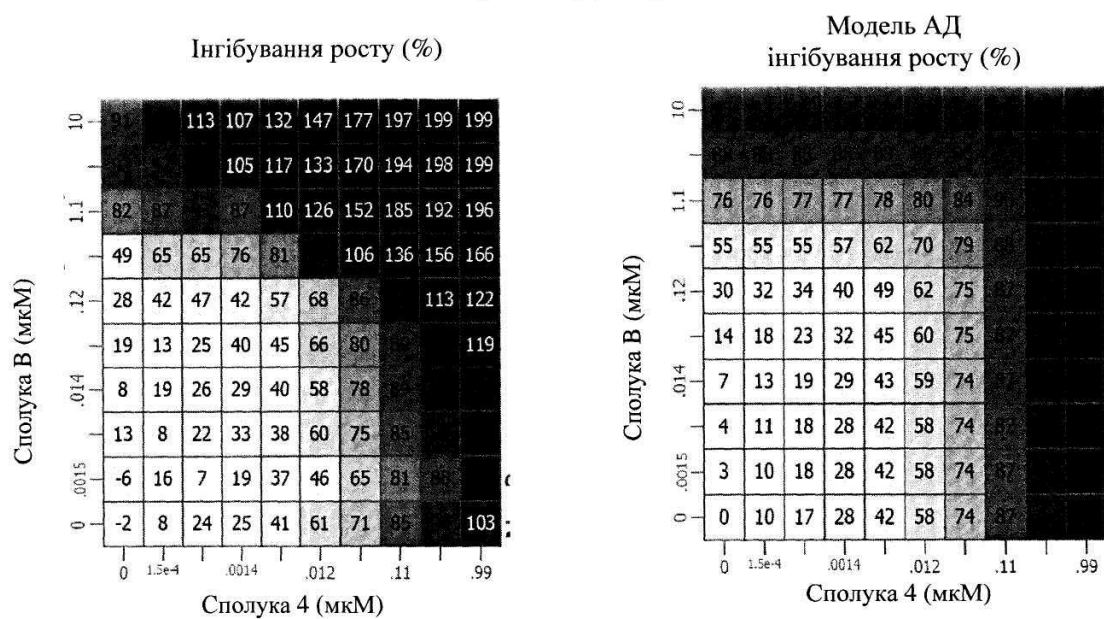 Інгібування росту (%)
10 91 113 107 132 147 177 197 199 199
105 117 133 170 194 198 199
1.1 82 87 87 110 126 152 185 192 196
49 65 65 76 81 106 136 156 166
.12 28 42 47 42 57 68 86 113 122
19 13 25 40 45 66 80 119
.014 8 19 26 29 40 58 78
13 8 22 33 38 60 75 85
.0015 -6 16 7 19 37 46 65 81
0 -2 8 24 25 41 61 71 85 103
0 1.5e-4 .0014 .012 .11 .99
Сполука В (мкМ)
Сполука 4 (мкМ)
Модель АД
інгібування росту (%)
10
1.1 76 76 77 77 78 80 84
55 55 55 57 62 70 79
.12 30 32 34 40 49 62 75 87
14 18 23 32 45 60 75 87
.014 7 13 19 29 43 59 74 87
4 11 18 28 42 58 74 87
.0015 3 10 18 28 42 58 74 87
0 0 10 17 28 42 58 74 87
0 1.5e-4 .0014 .012 .11 .99
Сполука В (мкМ)
Сполука 4 (мкМ)